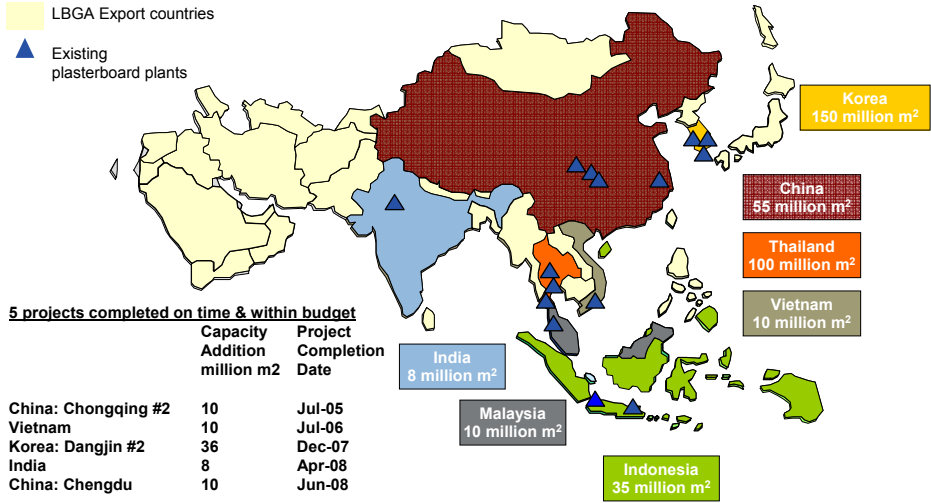 LBGA Export countries
Existing
plasterboard plants
Korea
150 million m²
China
55 million m²
Thailand
100 million m²
Vietnam
10 million m²
India
8 million m²
Malaysia
10 million m²
Indonesia
35 million m²
5 projects completed on time & within budget
Capacity Project
Addition Completion
million m2 Date
China: Chongqing #2 10 Jul-05
Vietnam 10 Jul-06
Korea: Dangjin #2 36 Dec-07
India 8 Apr-08
China: Chengdu 10 Jun-08